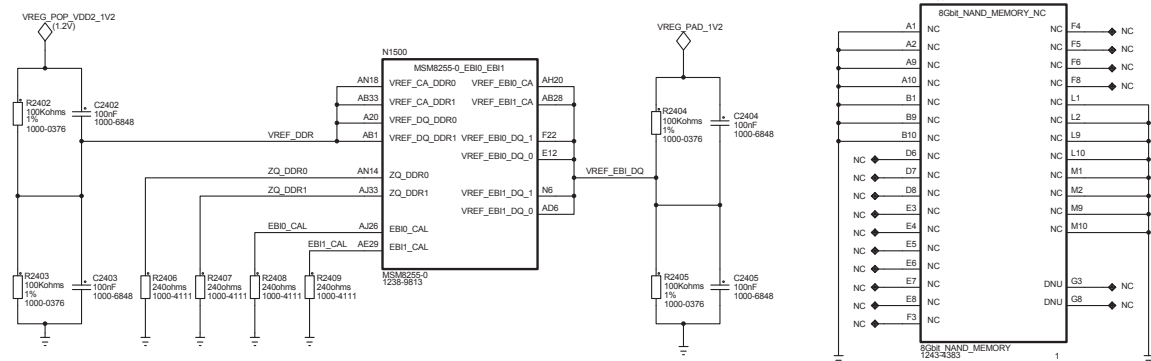 VREG_POP_VDD2_1V2
(1.2V)
R2402
100Kohms
1%
1000-0376
C2402
100nF
1000-6848
VREF_DDR
ZQ_DDR0
ZQ_DDR1
EBI0_CAL
EBI1_CAL
R2403
100Kohms
1%
1000-0376
C2403
100nF
1000-6848
R2406
240ohms
1000-4111
R2407
240ohms
1000-4111
R2408
240ohms
1000-4111
R2409
240ohms
1000-4111
N1500
MSM8255-0_EBI0_EBI1
AN18 VREF_CA_DDR0 VREF_EBI0_CA AH20
AB33 VREF_CA_DDR1 VREF_EBI1_CA AB28
A20 VREF_DQ_DDR0
AB1 VREF_DQ_DDR1 VREF_EBI0_DQ_1 F22
VREF_EBI0_DQ_0 E12
AN14 ZQ_DDR0
AJ33 ZQ_DDR1 VREF_EBI1_DQ_1 N6
VREF_EBI1_DQ_0 AD6
AJ26 EBI0_CAL
AE29 EBI1_CAL
MSM8255-0
1238-9813
VREG_PAD_1V2
R2404
100Kohms
1%
1000-0376
C2404
100nF
1000-6848
VREF_EBI_DQ
R2405
100Kohms
1%
1000-0376
C2405
100nF
1000-6848
8Gbit_NAND_MEMORY_NC
A1 NC NC F4 NC
A2 NC NC F5 NC
A9 NC NC F6 NC
A10 NC NC F8 NC
B1 NC NC L1
B9 NC NC L2
B10 NC NC L9
NC D6 NC NC L10
NC D7 NC NC M1
NC D8 NC NC M2
NC E3 NC NC M9
NC E4 NC NC M10
NC E5 NC
NC E6 NC
NC E7 NC DNU G3 NC
NC E8 NC DNU G8 NC
NC F3 NC
8Gbit_NAND_MEMORY
1243-4383 1